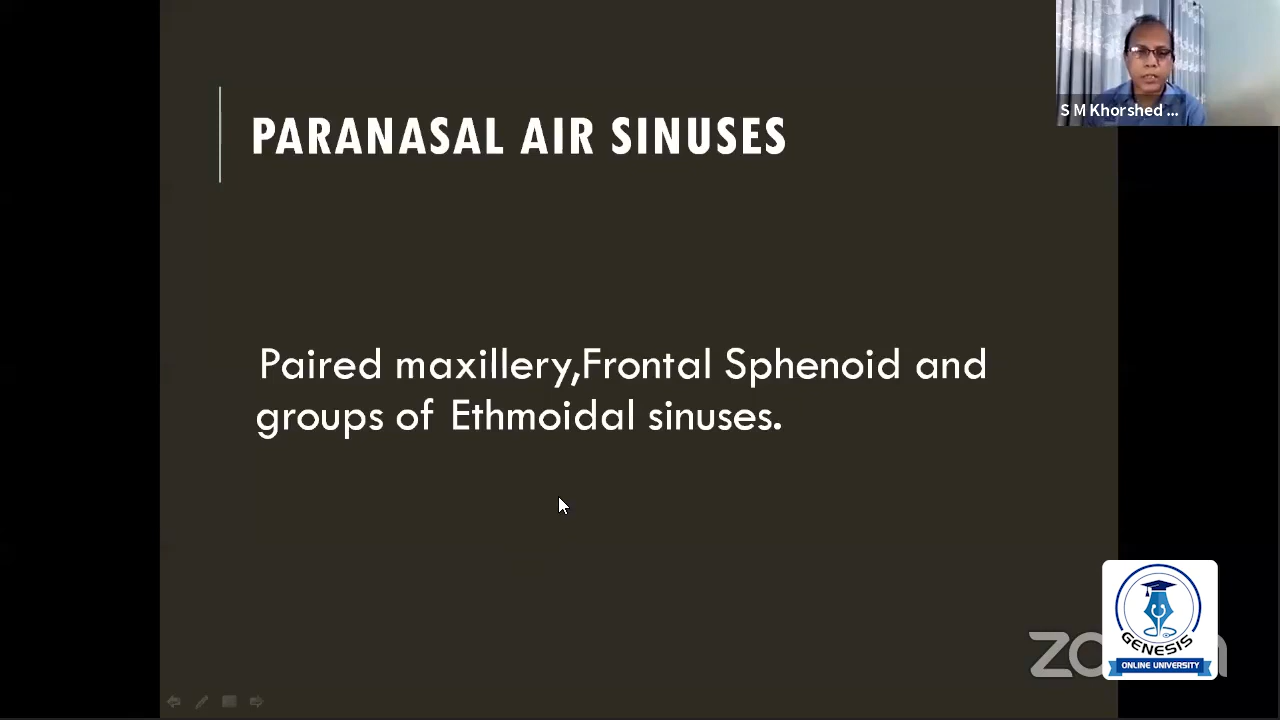 S M Khorshed ...
PARANASAL AIR SINUSES
Paired maxillery,Frontal Sphenoid and
groups of Ethmoidal sinuses.
GENESIS
ONLINE UNIVERSITY